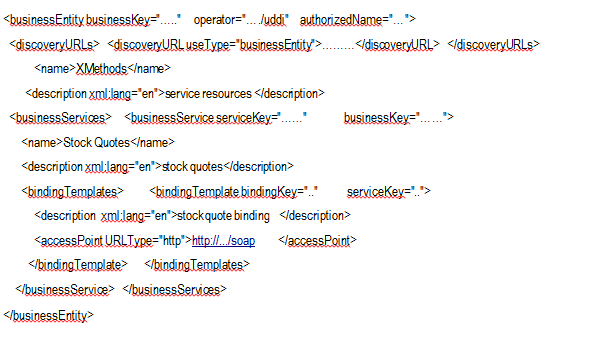 <businessEntity businessKey="....." operator="…./uddi" authorizedName="…">
<discoveryURLs> <discoveryURL useType="businessEntity">………</discoveryURL> </discoveryURLs>
<name>XMethods</name>
<description xml:lang="en">service resources </description>
<businessServices> <businessService serviceKey="……" businessKey="… …">
<name>Stock Quotes</name>
<description xml:lang="en">stock quotes</description>
<bindingTemplates> <bindingTemplate bindingKey=".." serviceKey="..">
<description xml:lang="en">stock quote binding </description>
<accessPoint URLType="http">http://.../soap </accessPoint>
</bindingTemplate> </bindingTemplates>
</businessService> </businessServices>
</businessEntity>